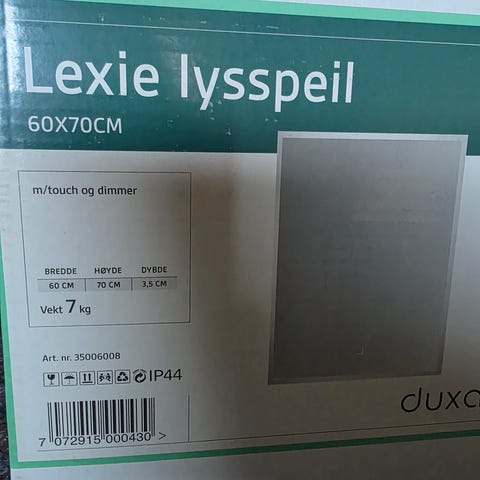 Lexie lysspeil
60X70CM
m/touch og dimmer
BREDDE HØYDE DYBDE
60 CM 70 CM 3,5 CM
Vekt 7 kg
Art. nr. 35006008
IP44
7 072915 000430 >